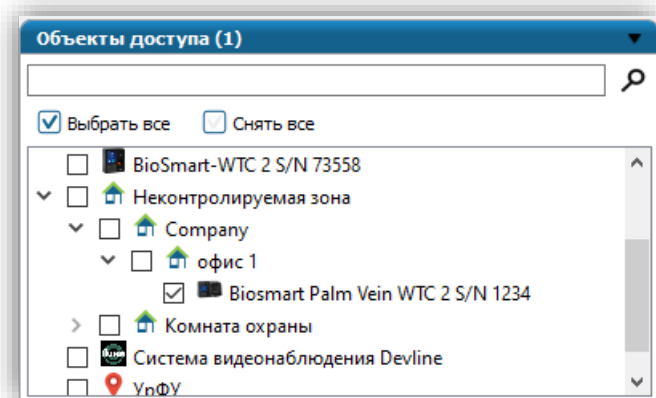 Объекты доступа (1)
Выбрать все Снять все
BioSmart-WTC 2 S/N 73558
Неконтролируемая зона
Company
офис 1
Biosmart Palm Vein WTC 2 S/N 1234
Комната охраны
Система видеонаблюдения Devline
УрФУ